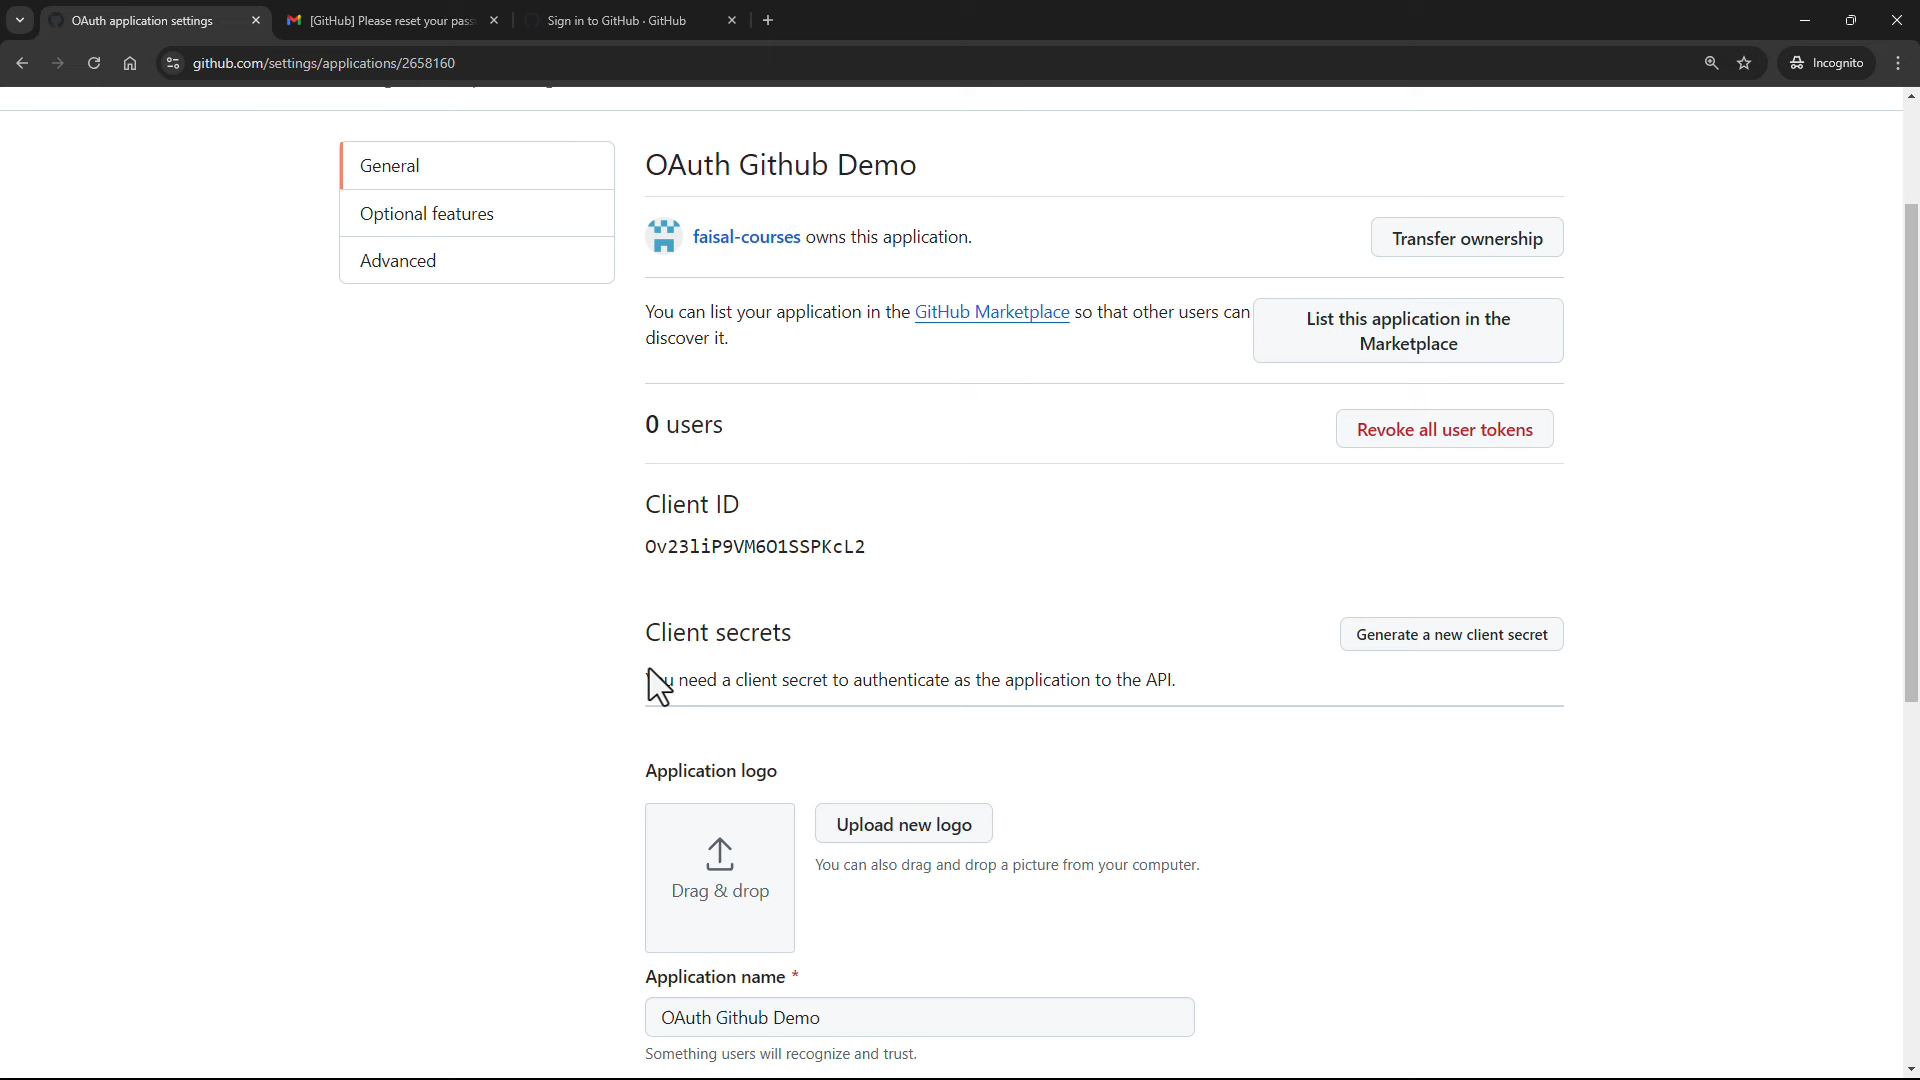 OAuth application settings
[GitHub] Please reset your pass
Sign in to GitHub · GitHub
github.com/settings/applications/2658160
Incognito
General
Optional features
Advanced
OAuth Github Demo
faisal-courses owns this application.
Transfer ownership
You can list your application in the GitHub Marketplace so that other users can
discover it.
List this application in the
Marketplace
0 users
Revoke all user tokens
Client ID
Ov23liP9VM6O1SSPKcL2
Client secrets
Generate a new client secret
need a client secret to authenticate as the application to the API.
Application logo
Drag & drop
Upload new logo
You can also drag and drop a picture from your computer.
Application name *
OAuth Github Demo
Something users will recognize and trust.